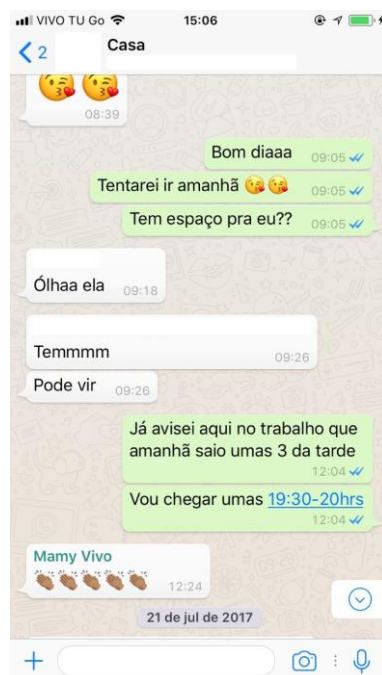 VIVO TU Go 15:06
2 Casa
08:39
Bom diaaa 09:05
Tentarei ir amanhã 09:05
Tem espaço pra eu?? 09:05
Ólhaa ela 09:18
Temmmm 09:26
Pode vir 09:26
Já avisei aqui no trabalho que
amanhã saio umas 3 da tarde
12:04
Vou chegar umas 19:30-20hrs
12:04
Mamy Vivo
12:24
21 de jul de 2017